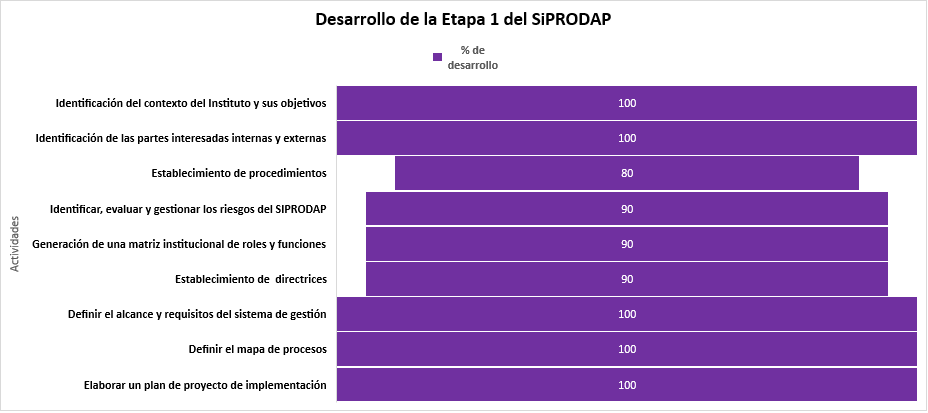 Desarrollo de la Etapa 1 del SiPRODAP
% de
desarrollo
Actividades
Identificación del contexto del Instituto y sus objetivos 100
Identificación de las partes interesadas internas y externas 100
Establecimiento de procedimientos 80
Identificar, evaluar y gestionar los riesgos del SIPRODAP 90
Generación de una matriz institucional de roles y funciones 90
Establecimiento de  directrices 90
Definir el alcance y requisitos del sistema de gestión 100
Definir el mapa de procesos 100
Elaborar un plan de proyecto de implementación 100